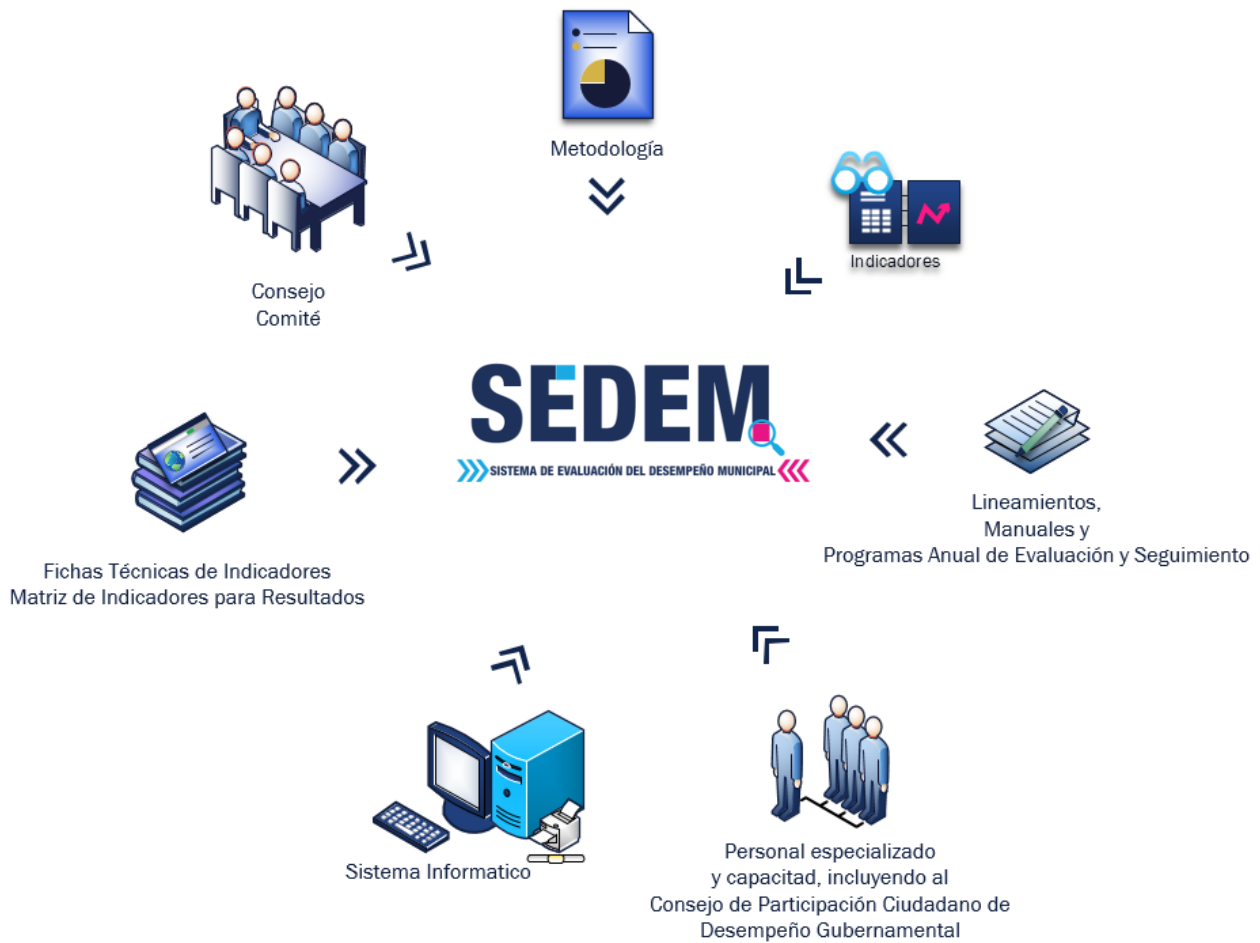 Metodología
Indicadores
Consejo
Comité
SEDEM
SISTEMA DE EVALUACIÓN DEL DESEMPEÑO MUNICIPAL
Lineamientos,
Manuales y
Programas Anual de Evaluación y Seguimiento
Fichas Técnicas de Indicadores
Matriz de Indicadores para Resultados
Sistema Informatico
Personal especializado
y capacitad, incluyendo al
Consejo de Participación Ciudadano de
Desempeño Gubernamental